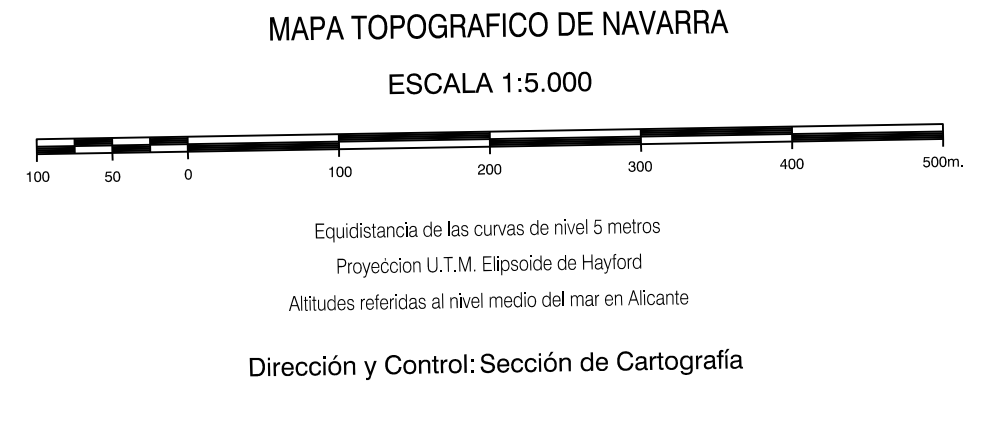 MAPA TOPOGRAFICO DE NAVARRA
ESCALA 1:5.000
100 50 0 100 200 300 400 500m.
Equidistancia de las curvas de nivel 5 metros
Proyección U.T.M. Elipsoide de Hayford
Altitudes referidas al nivel medio del mar en Alicante
Dirección y Control: Sección de Cartografía